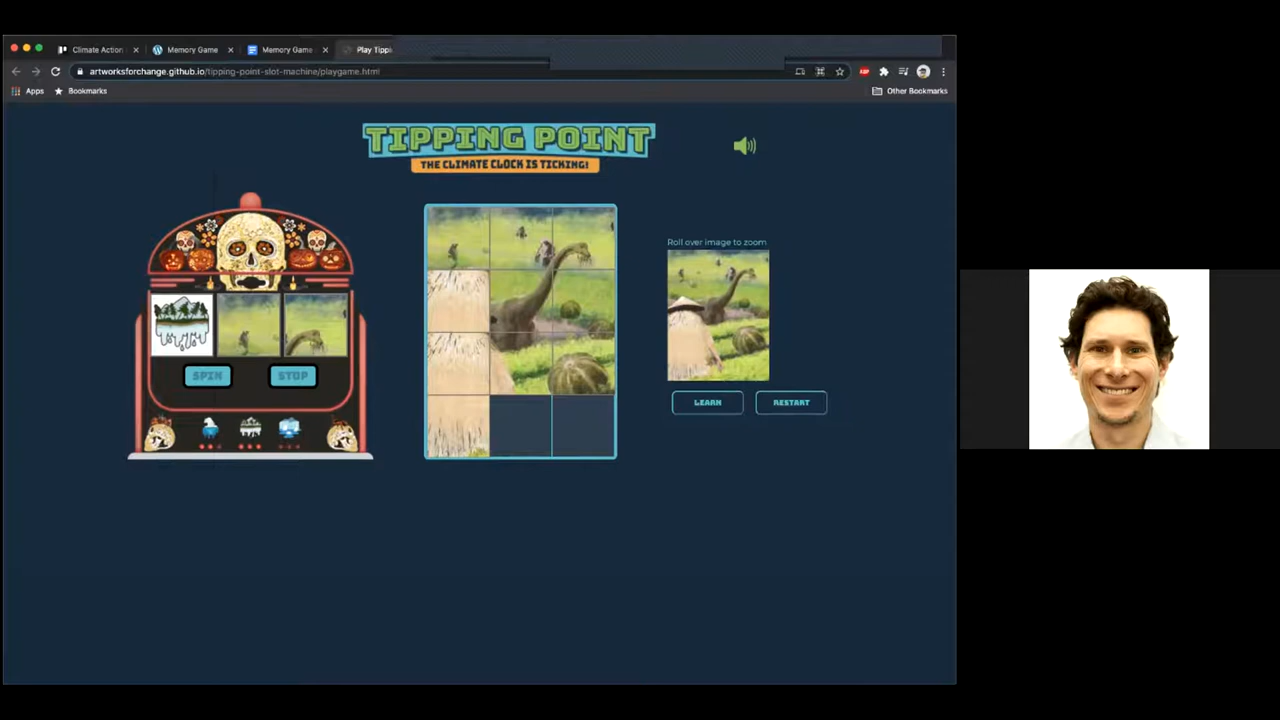 Climate Action
Memory Game
Memory Game
Play Tippi
artworksforchange.github.io/tipping-point-slot-machine/playgame.html
ABP
Apps
Bookmarks
Other Bookmarks
TIPPING POINT
THE CLIMATE CLOCK IS TICKING!
Roll over image to zoom
SPIN
STOP
LEARN
RESTART